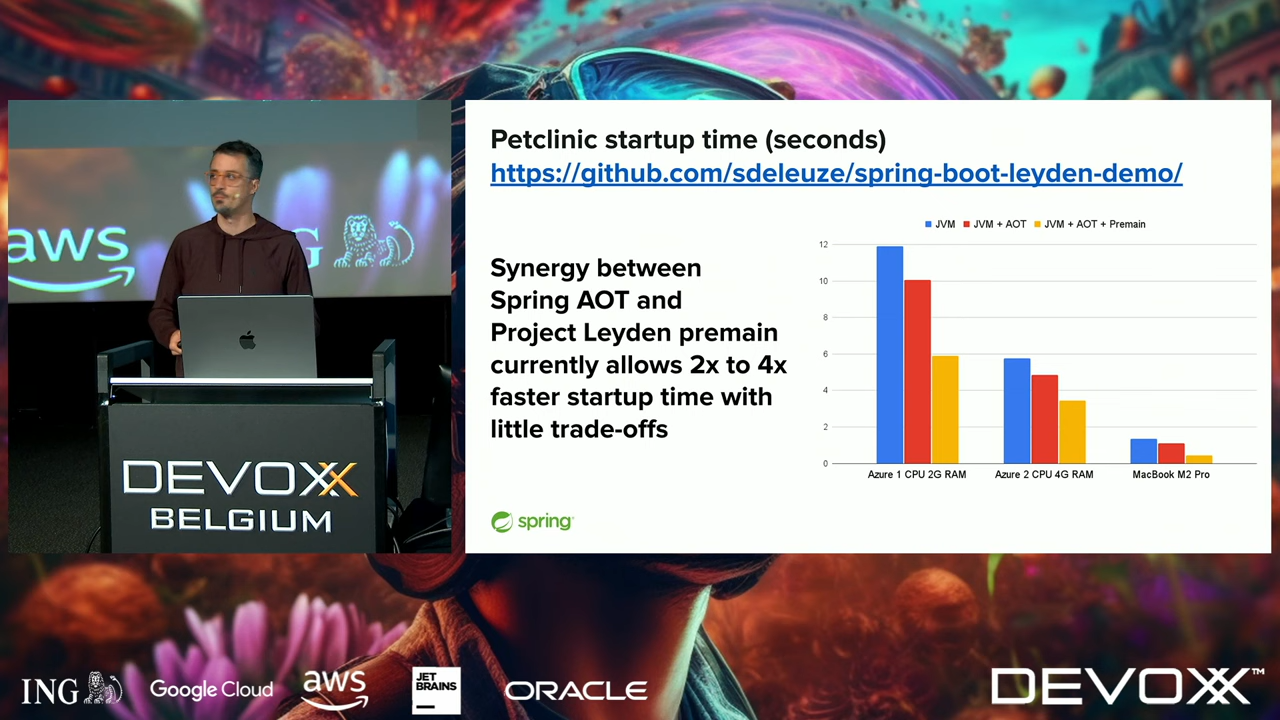 aws
G
DEVOXX
BELGIUM
Petclinic startup time (seconds)
https://github.com/sdeleuze/spring-boot-leyden-demo/
Synergy between
Spring AOT and
Project Leyden premain
currently allows 2x to 4x
faster startup time with
little trade-offs
JVM JVM + AOT JVM + AOT + Premain
12
10
8
6
4
2
0
Azure 1 CPU 2G RAM Azure 2 CPU 4G RAM MacBook M2 Pro
spring
ING Google Cloud aws JET BRAINS ORACLE DEVOXX™